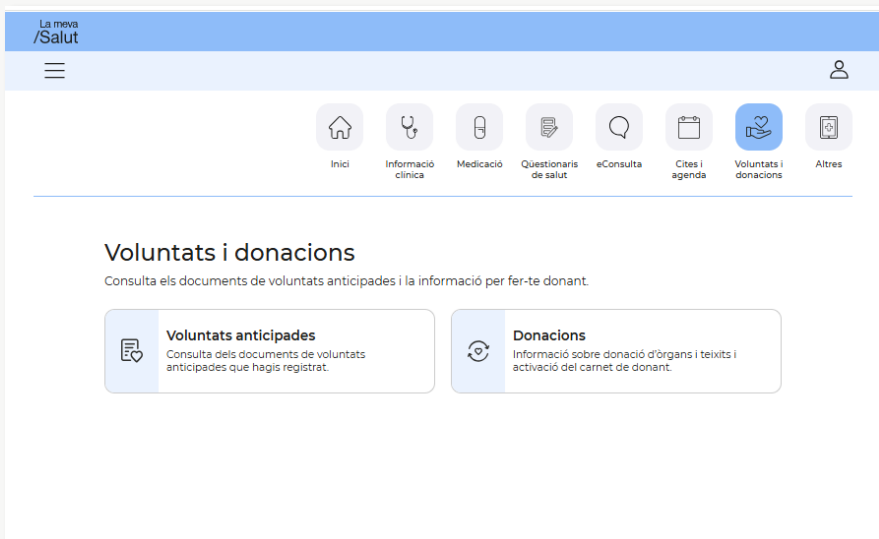 La meva
/Salut
Inici
Informació
clínica
Medicació
Qüestionaris
de salut
eConsulta
Cites i
agenda
Voluntats i
donacions
Altres
Voluntats i donacions
Consulta els documents de voluntats anticipades i la informació per fer-te donant.
Voluntats anticipades
Consulta dels documents de voluntats
anticipades que hagis registrat.
Donacions
Informació sobre donació d'òrgans i teixits i
activació del carnet de donant.